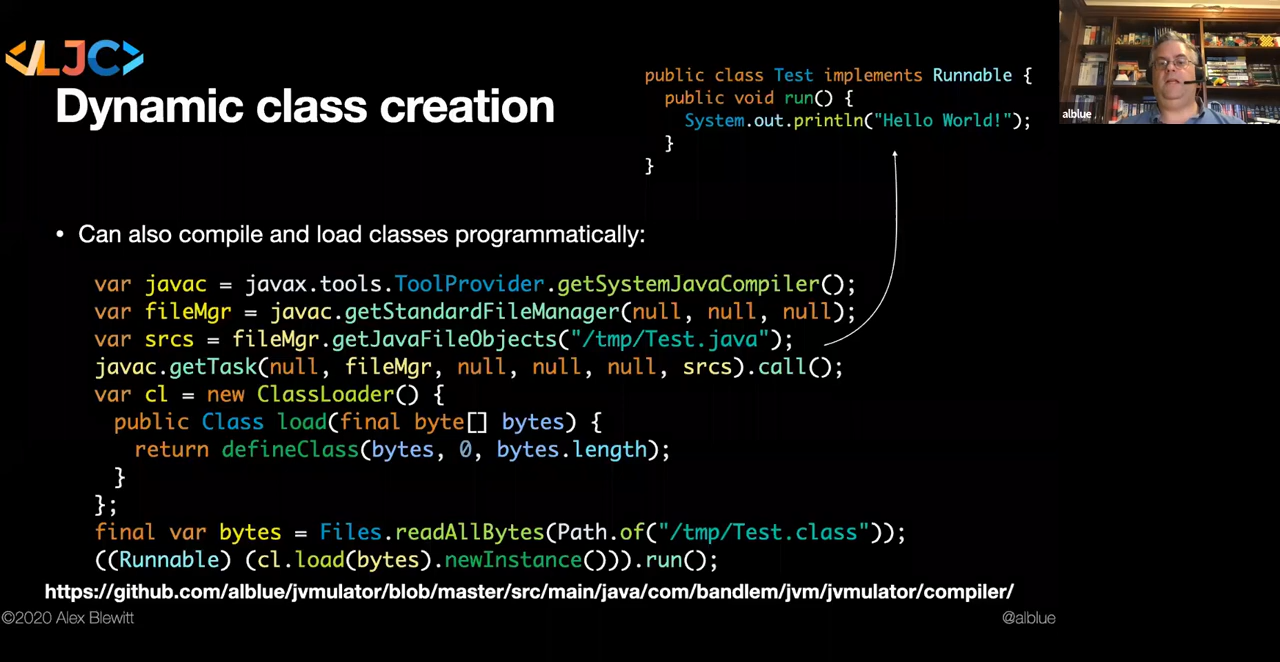 <LJC>
Dynamic class creation
public class Test implements Runnable {
public void run() {
System.out.println("Hello World!");
}
}
alblue
• Can also compile and load classes programmatically:
var javac = javax.tools.ToolProvider.getSystemJavaCompiler();
var fileMgr = javac.getStandardFileManager(null, null, null);
var srcs = fileMgr.getJavaFileObjects("/tmp/Test.java");
javac.getTask(null, fileMgr, null, null, null, srcs).call();
var cl = new ClassLoader() {
public Class load(final byte[] bytes) {
return defineClass(bytes, 0, bytes.length);
}
};
final var bytes = Files.readAllBytes(Path.of("/tmp/Test.class"));
((Runnable) (cl.load(bytes).newInstance())).run();
https://github.com/alblue/jvmulator/blob/master/src/main/java/com/bandlem/jvm/jvmulator/compiler/
©2020 Alex Blewitt
@alblue